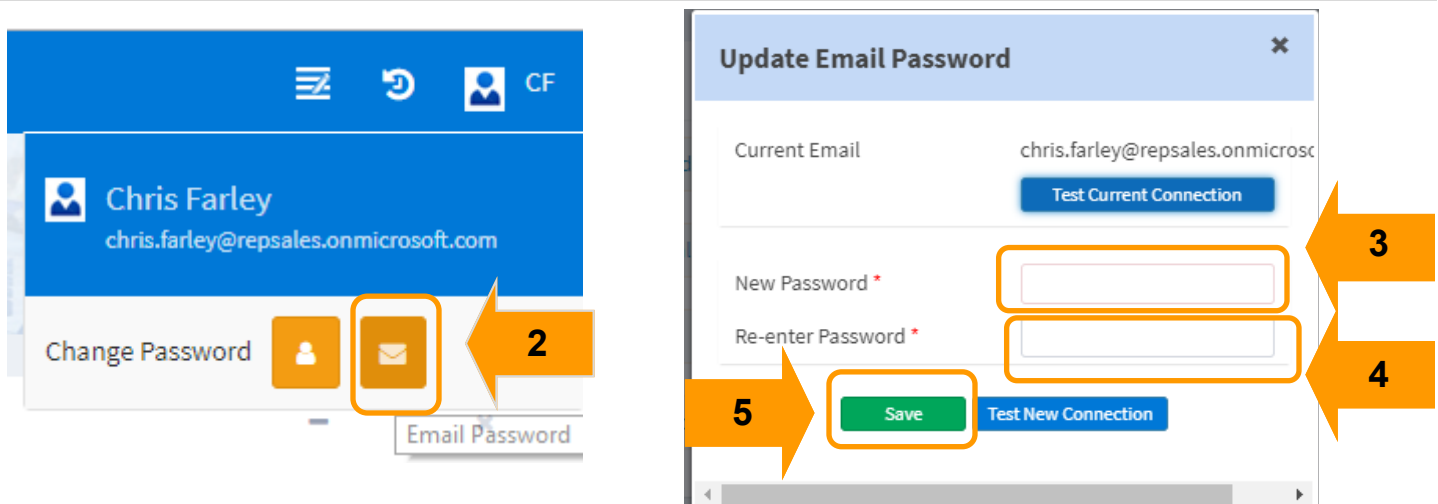 CF
Chris Farley
chris.farley@repsales.onmicrosoft.com
Change Password
2
Email Password
Update Email Password
Current Email chris.farley@repsales.onmicrosc
Test Current Connection
3
New Password *
Re-enter Password *
4
5
Save Test New Connection